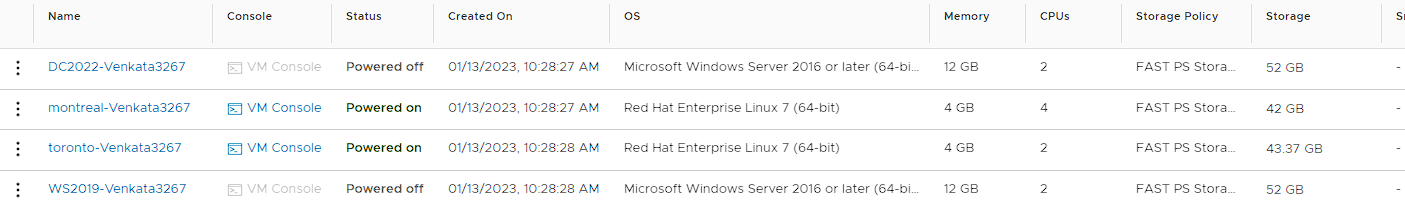 Name Console Status Created On OS Memory CPUs Storage Policy Storage
DC2022-Venkata3267 VM Console Powered off 01/13/2023, 10:28:27 AM Microsoft Windows Server 2016 or later (64-bi... 12 GB 2 FAST PS Stora... 52 GB -
montreal-Venkata3267 VM Console Powered on 01/13/2023, 10:28:27 AM Red Hat Enterprise Linux 7 (64-bit) 4 GB 4 FAST PS Stora... 42 GB -
toronto-Venkata3267 VM Console Powered on 01/13/2023, 10:28:28 AM Red Hat Enterprise Linux 7 (64-bit) 4 GB 2 FAST PS Stora... 43.37 GB -
WS2019-Venkata3267 VM Console Powered off 01/13/2023, 10:28:28 AM Microsoft Windows Server 2016 or later (64-bi... 12 GB 2 FAST PS Stora... 52 GB -